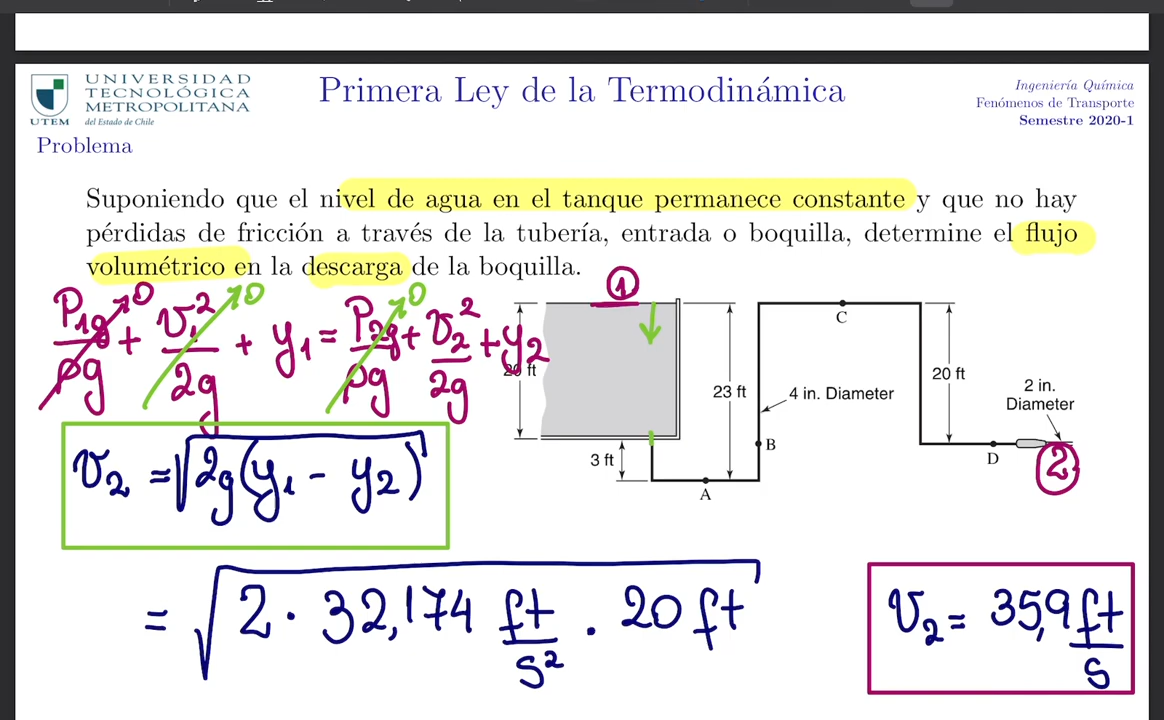 UNIVERSIDAD
TECNOLÓGICA
METROPOLITANA
UTEM del Estado de Chile
Primera Ley de la Termodinámica
Ingeniería Química
Fenómenos de Transporte
Semestre 2020-1
Problema
Suponiendo que el nivel de agua en el tanque permanece constante y que no hay
pérdidas de fricción a través de la tubería, entrada o boquilla, determine el flujo
volumétrico en la descarga de la boquilla.
P₁g/ρg → 0 + v₁²/2g → 0 + y₁ = P₂g/ρg → 0 + v₂²/2g + y₂
1
20 ft
3 ft
A
23 ft
4 in. Diameter
B
C
20 ft
2 in.
Diameter
D
2
v₂ = √(2g(y₁ - y₂))
= √(2 · 32,174 ft/s² · 20 ft)
v₂ = 35,9 ft/s